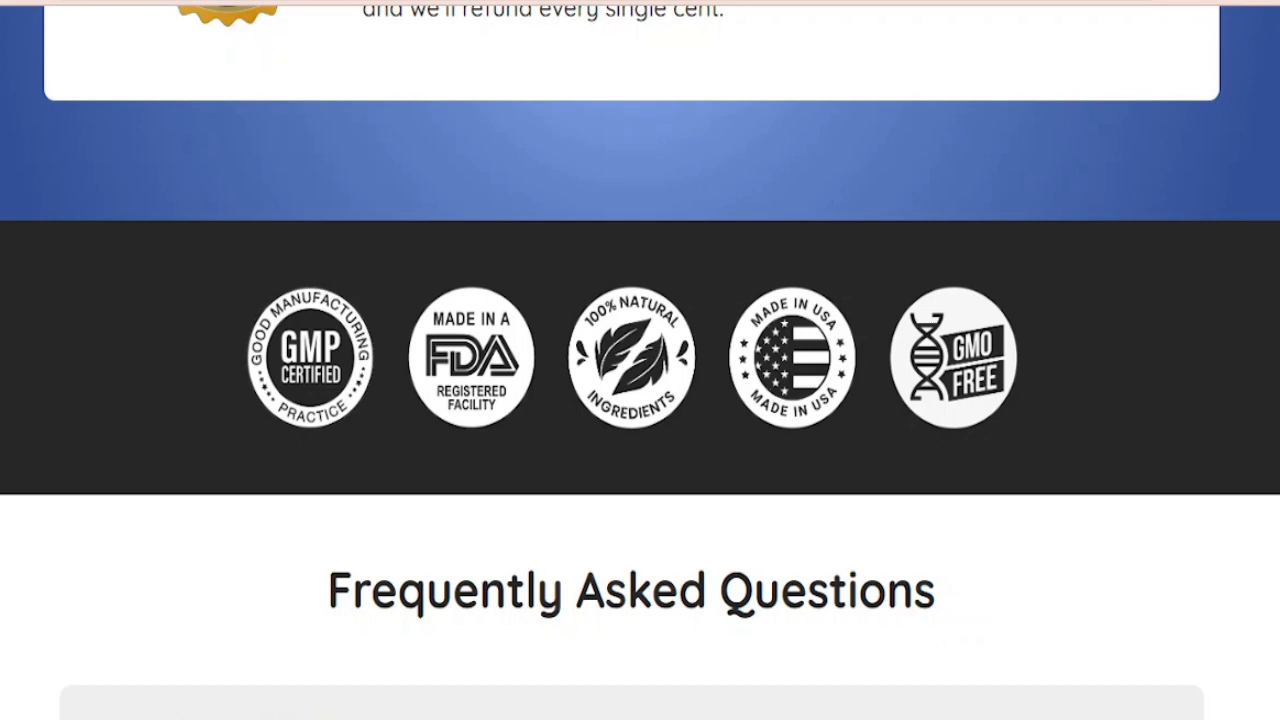 and we'll refund every single cent.
GOOD MANUFACTURING
GMP
CERTIFIED
PRACTICE
MADE IN A
FDA
REGISTERED
FACILITY
100% NATURAL
INGREDIENTS
MADE IN USA
MADE IN USA
GMO
FREE
Frequently Asked Questions